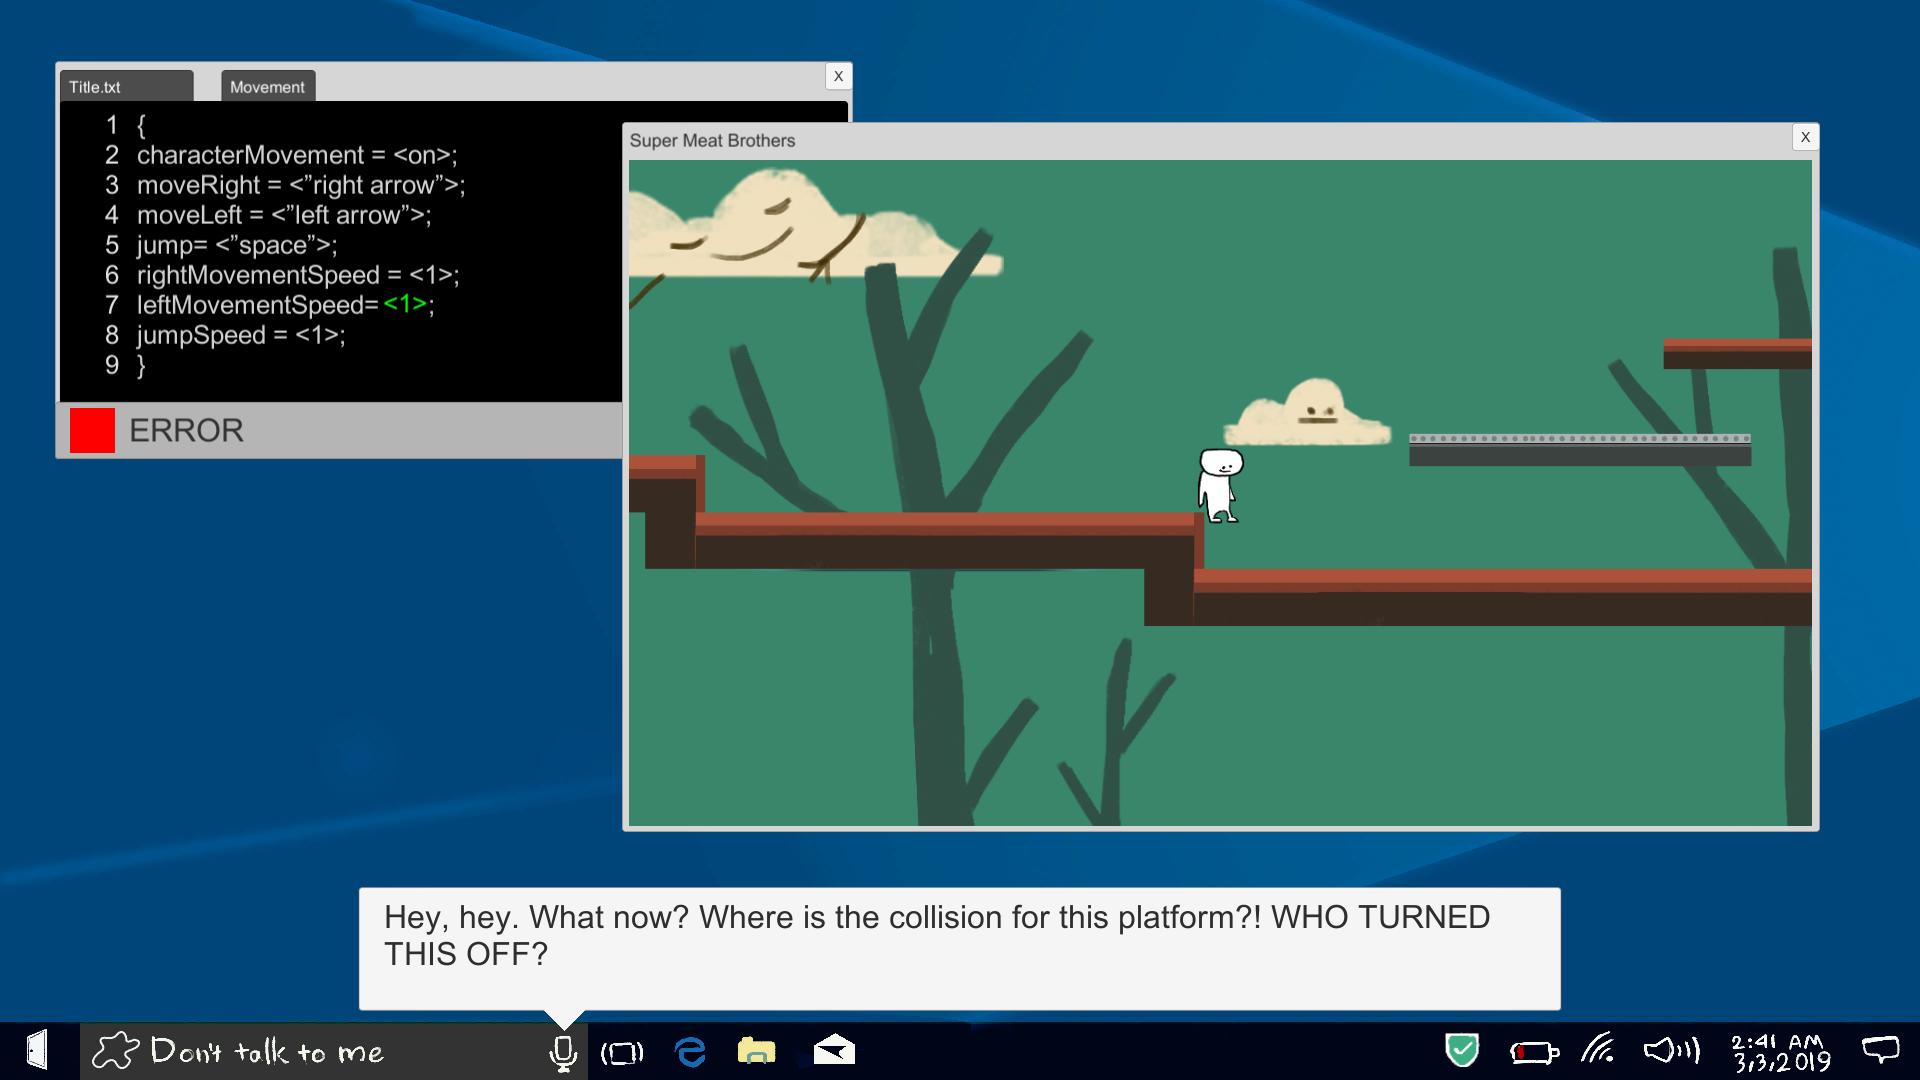 Title.txt
Movement
X
1 {
2 characterMovement = <on>;
3 moveRight = <”right arrow”>;
4 moveLeft = <”left arrow”>;
5 jump= <”space”>;
6 rightMovementSpeed = <1>;
7 leftMovementSpeed= <1>;
8 jumpSpeed = <1>;
9 }
ERROR
Super Meat Brothers
X
Hey, hey. What now? Where is the collision for this platform?! WHO TURNED
THIS OFF?
Don't talk to me
2:41 AM
3,3,2019